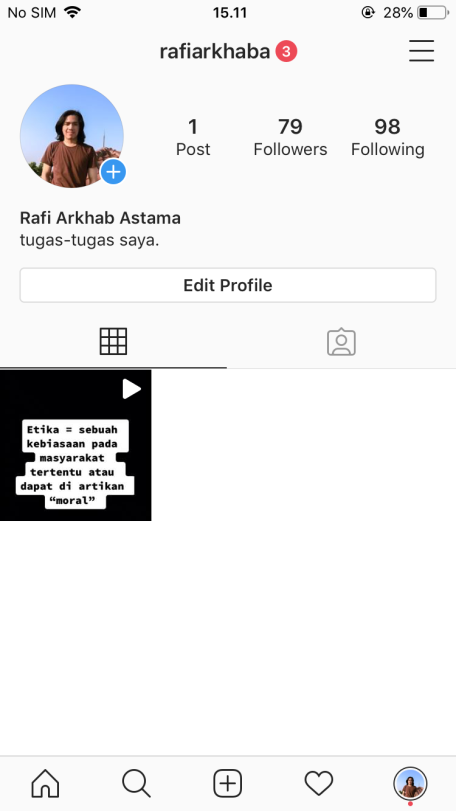 No SIM 15.11 28%
rafiarkhaba 3
1 79 98
Post Followers Following
Rafi Arkhab Astama
tugas-tugas saya.
Edit Profile
Etika = sebuah
kebiasaan pada
masyarakat
tertentu atau
dapat di artikan
“moral”